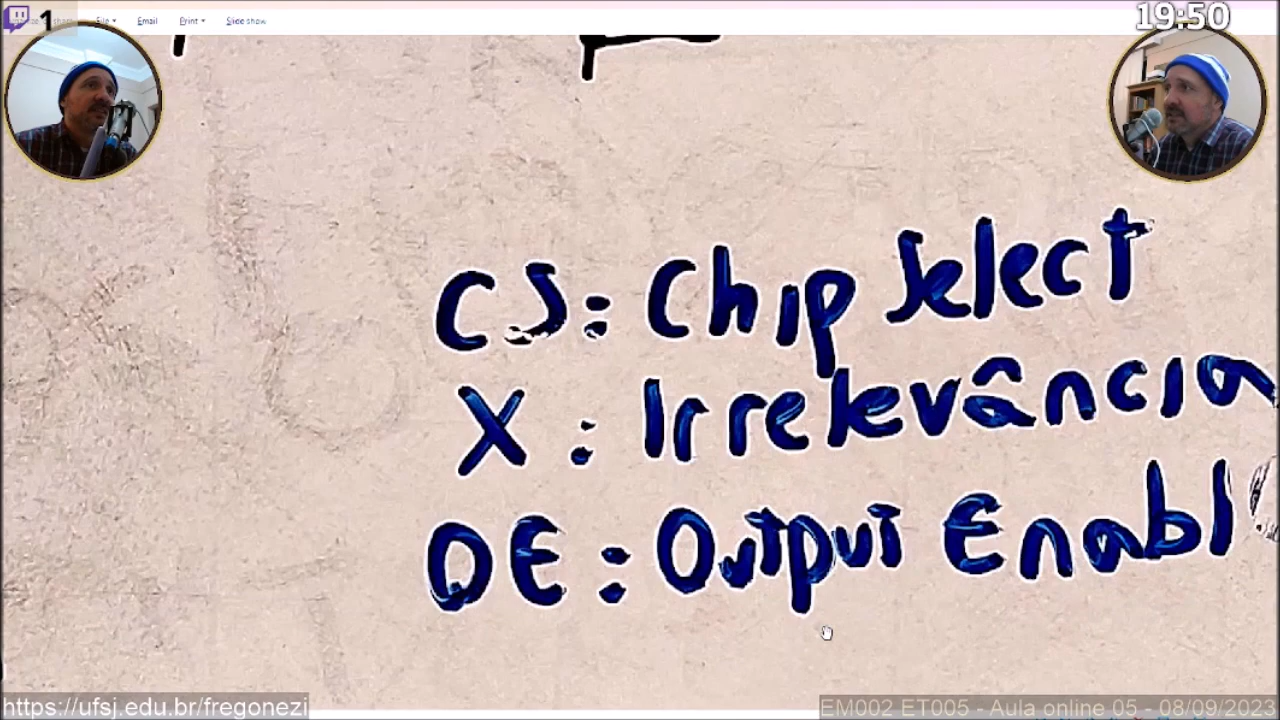 1 File Email Print Slide show
19:50
CS: Chip Select
X: Irrelevância
OE: Output Enabl
https://ufsj.edu.br/fregonezi
EM002 ET005 - Aula online 05 - 08/09/2023